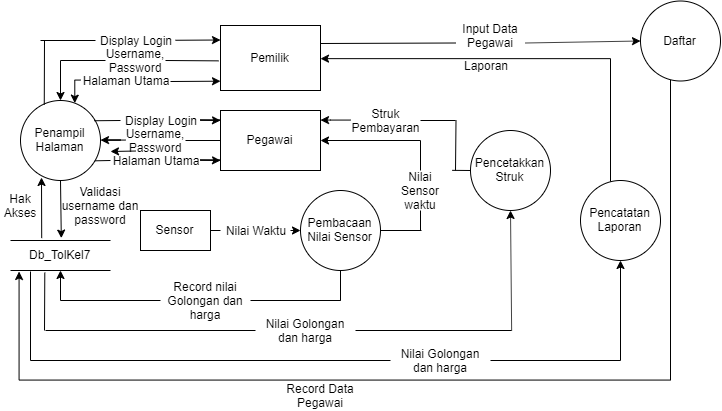 Input Data
Pegawai
Daftar
Display Login
Username,
Password
Halaman Utama
Pemilik
Laporan
Struk
Pembayaran
Penampil
Halaman
Display Login
Username,
Password
Halaman Utama
Pegawai
Pencetakkan
Struk
Nilai
Sensor
waktu
Hak
Akses
Validasi
username dan
password
Sensor
Nilai Waktu
Pembacaan
Nilai Sensor
Pencatatan
Laporan
Db_TolKel7
Record nilai
Golongan dan
harga
Nilai Golongan
dan harga
Nilai Golongan
dan harga
Record Data
Pegawai